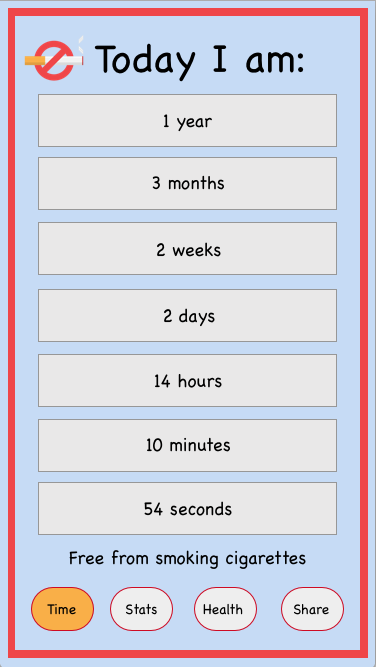 Today I am:
1 year
3 months
2 weeks
2 days
14 hours
10 minutes
54 seconds
Free from smoking cigarettes
Time Stats Health Share